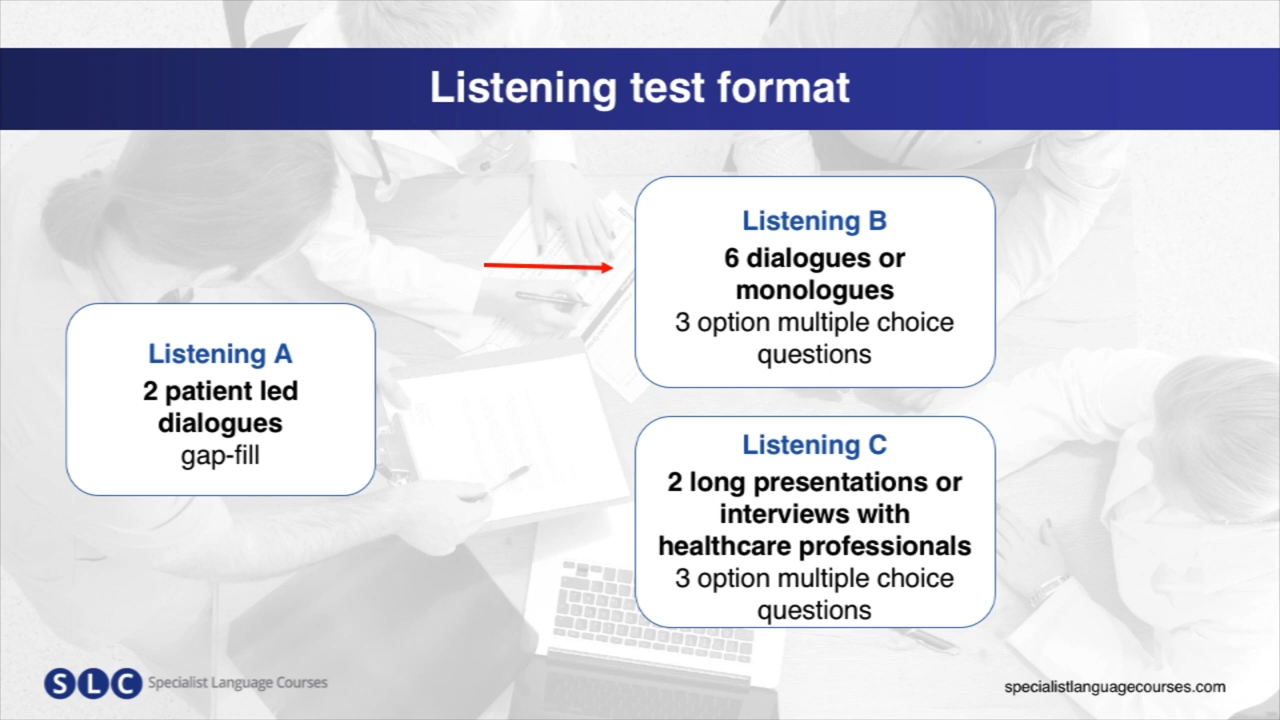 Listening test format
Listening A
2 patient led
dialogues
gap-fill
Listening B
6 dialogues or
monologues
3 option multiple choice
questions
Listening C
2 long presentations or
interviews with
healthcare professionals
3 option multiple choice
questions
SLC Specialist Language Courses
specialistlanguagecourses.com